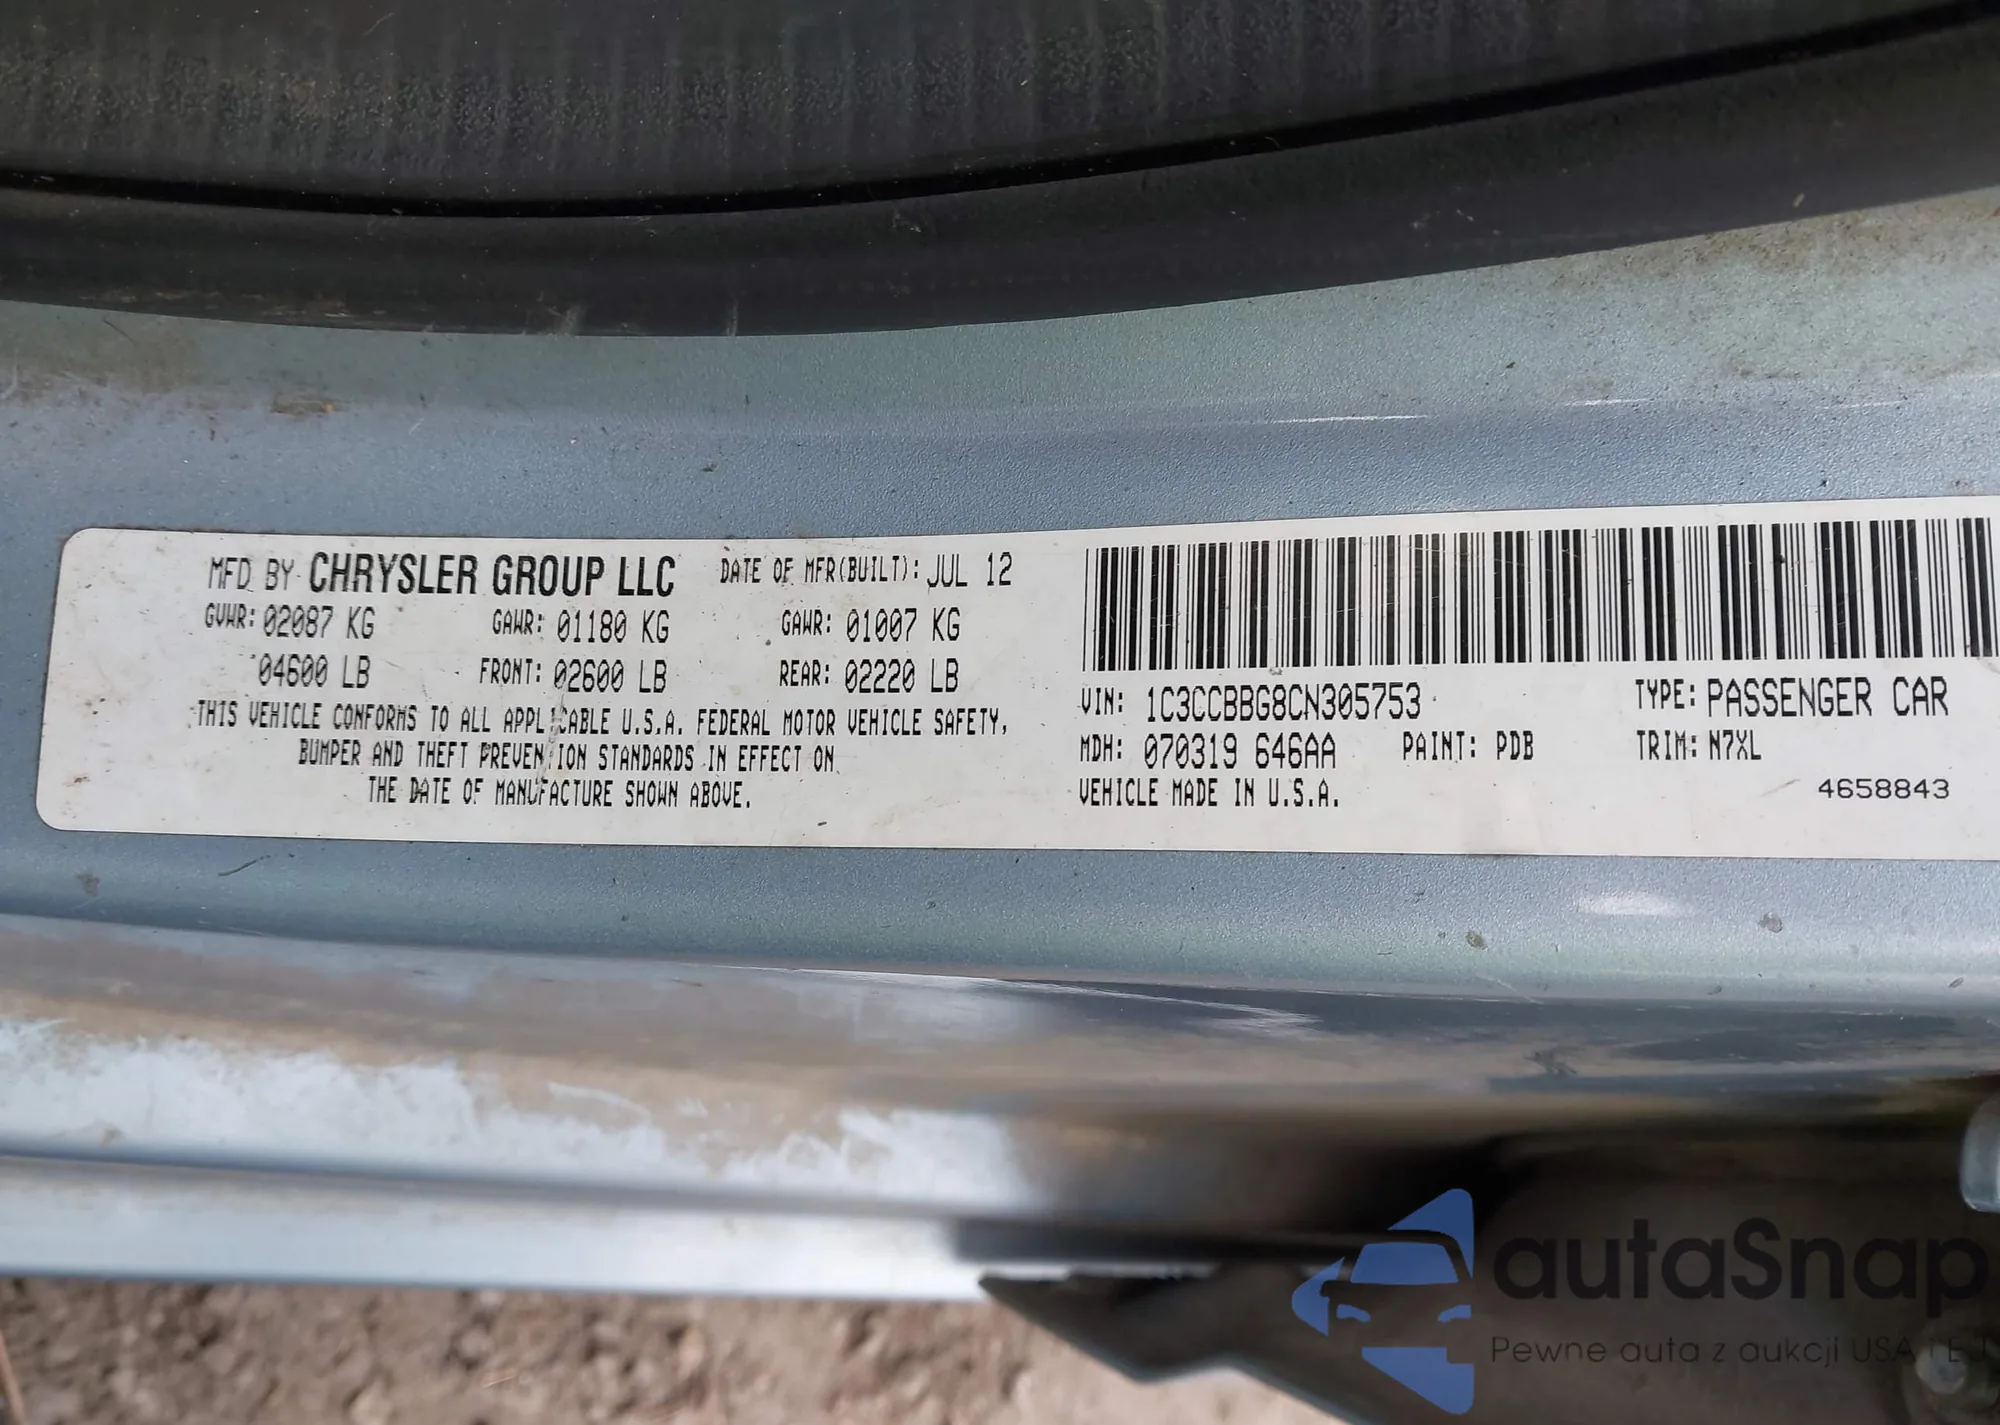 MFD BY CHRYSLER GROUP LLC DATE OF MFR(BUILT): JUL 12
GVWR: 02087 KG GAWR: 01180 KG GAWR: 01007 KG
04600 LB FRONT: 02600 LB REAR: 02220 LB
THIS VEHICLE CONFORMS TO ALL APPLICABLE U.S.A. FEDERAL MOTOR VEHICLE SAFETY,
BUMPER AND THEFT PREVENTION STANDARDS IN EFFECT ON
THE DATE OF MANUFACTURE SHOWN ABOVE.
VIN: 1C3CCBBG8CN305753 TYPE: PASSENGER CAR
MDH: 070319 646AA PAINT: PDB TRIM: N7XL
VEHICLE MADE IN U.S.A. 4658843
autaSnap
Pewne auta z aukcji USA i EU